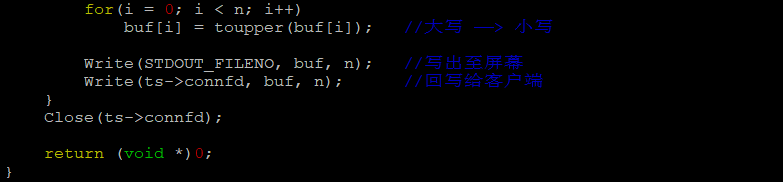 for(i = 0; i < n; i++)
buf[i] = toupper(buf[i]);   //大写 --> 小写
Write(STDOUT_FILENO, buf, n);   //写出至屏幕
Write(ts->connfd, buf, n);      //回写给客户端
}
Close(ts->connfd);
return (void *)0;
}